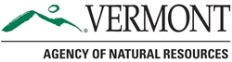 VERMONT
AGENCY OF NATURAL RESOURCES